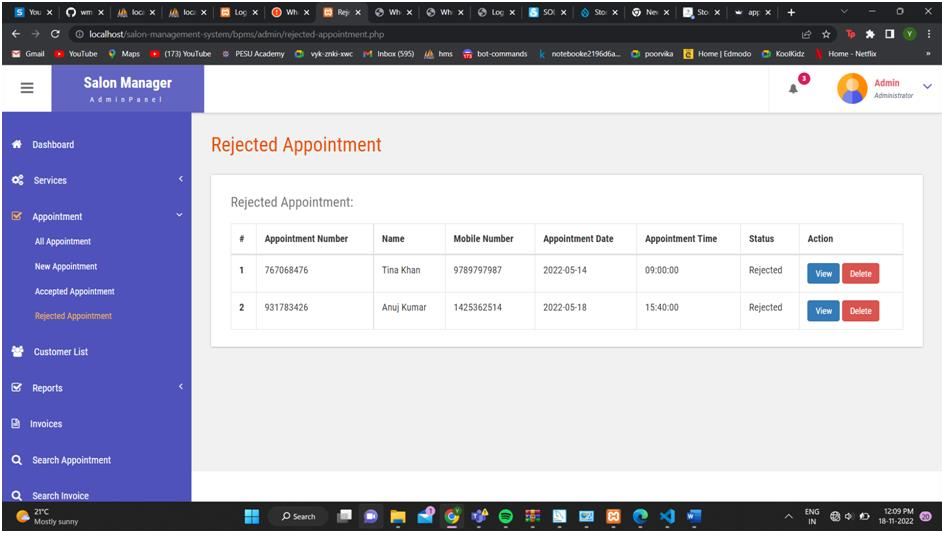 You
wm
loca
loca
Log
Wh
Reje
Wh
Wh
Log
SOL
Stor
Nev
Stoc
app
localhost/salon-management-system/bpms/admin/rejected-appointment.php
Gmail YouTube Maps (173) YouTube PESU Academy vyk-znki-xwc Inbox (595) hms bot-commands notebooke2196d6a... poorvika Home | Edmodo KoolKidz Home - Netflix »
Salon Manager
AdminPanel
3
Admin
Administrator
Dashboard
Services
Appointment
All Appointment
New Appointment
Accepted Appointment
Rejected Appointment
Customer List
Reports
Invoices
Search Appointment
Search Invoice
Rejected Appointment
Rejected Appointment:
# Appointment Number Name Mobile Number Appointment Date Appointment Time Status Action
1 767068476 Tina Khan 9789797987 2022-05-14 09:00:00 Rejected View Delete
2 931783426 Anuj Kumar 1425362514 2022-05-18 15:40:00 Rejected View Delete
21°C
Mostly sunny
Search
ENG
IN
12:09 PM
18-11-2022
20